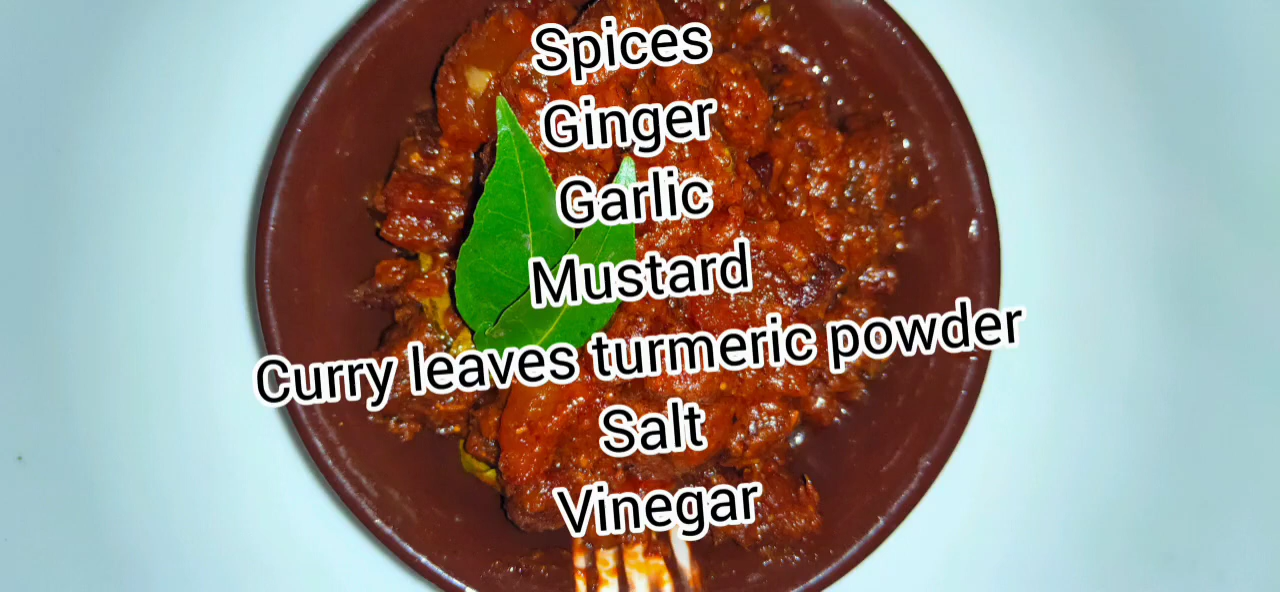 Spices
Ginger
Garlic
Mustard
Curry leaves turmeric powder
Salt
Vinegar